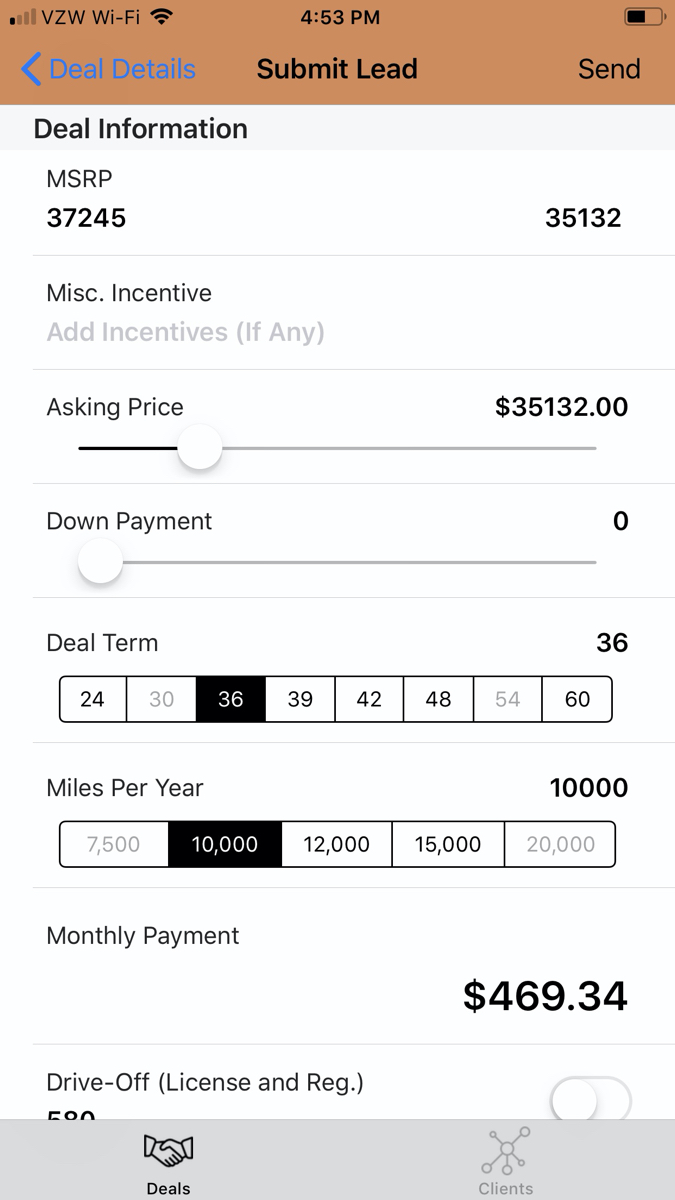 VZW Wi-Fi 4:53 PM
Deal Details Submit Lead Send
Deal Information
MSRP
37245 35132
Misc. Incentive
Add Incentives (If Any)
Asking Price $35132.00
Down Payment 0
Deal Term 36
24 30 36 39 42 48 54 60
Miles Per Year 10000
7,500 10,000 12,000 15,000 20,000
Monthly Payment
$469.34
Drive-Off (License and Reg.)
580
Deals Clients